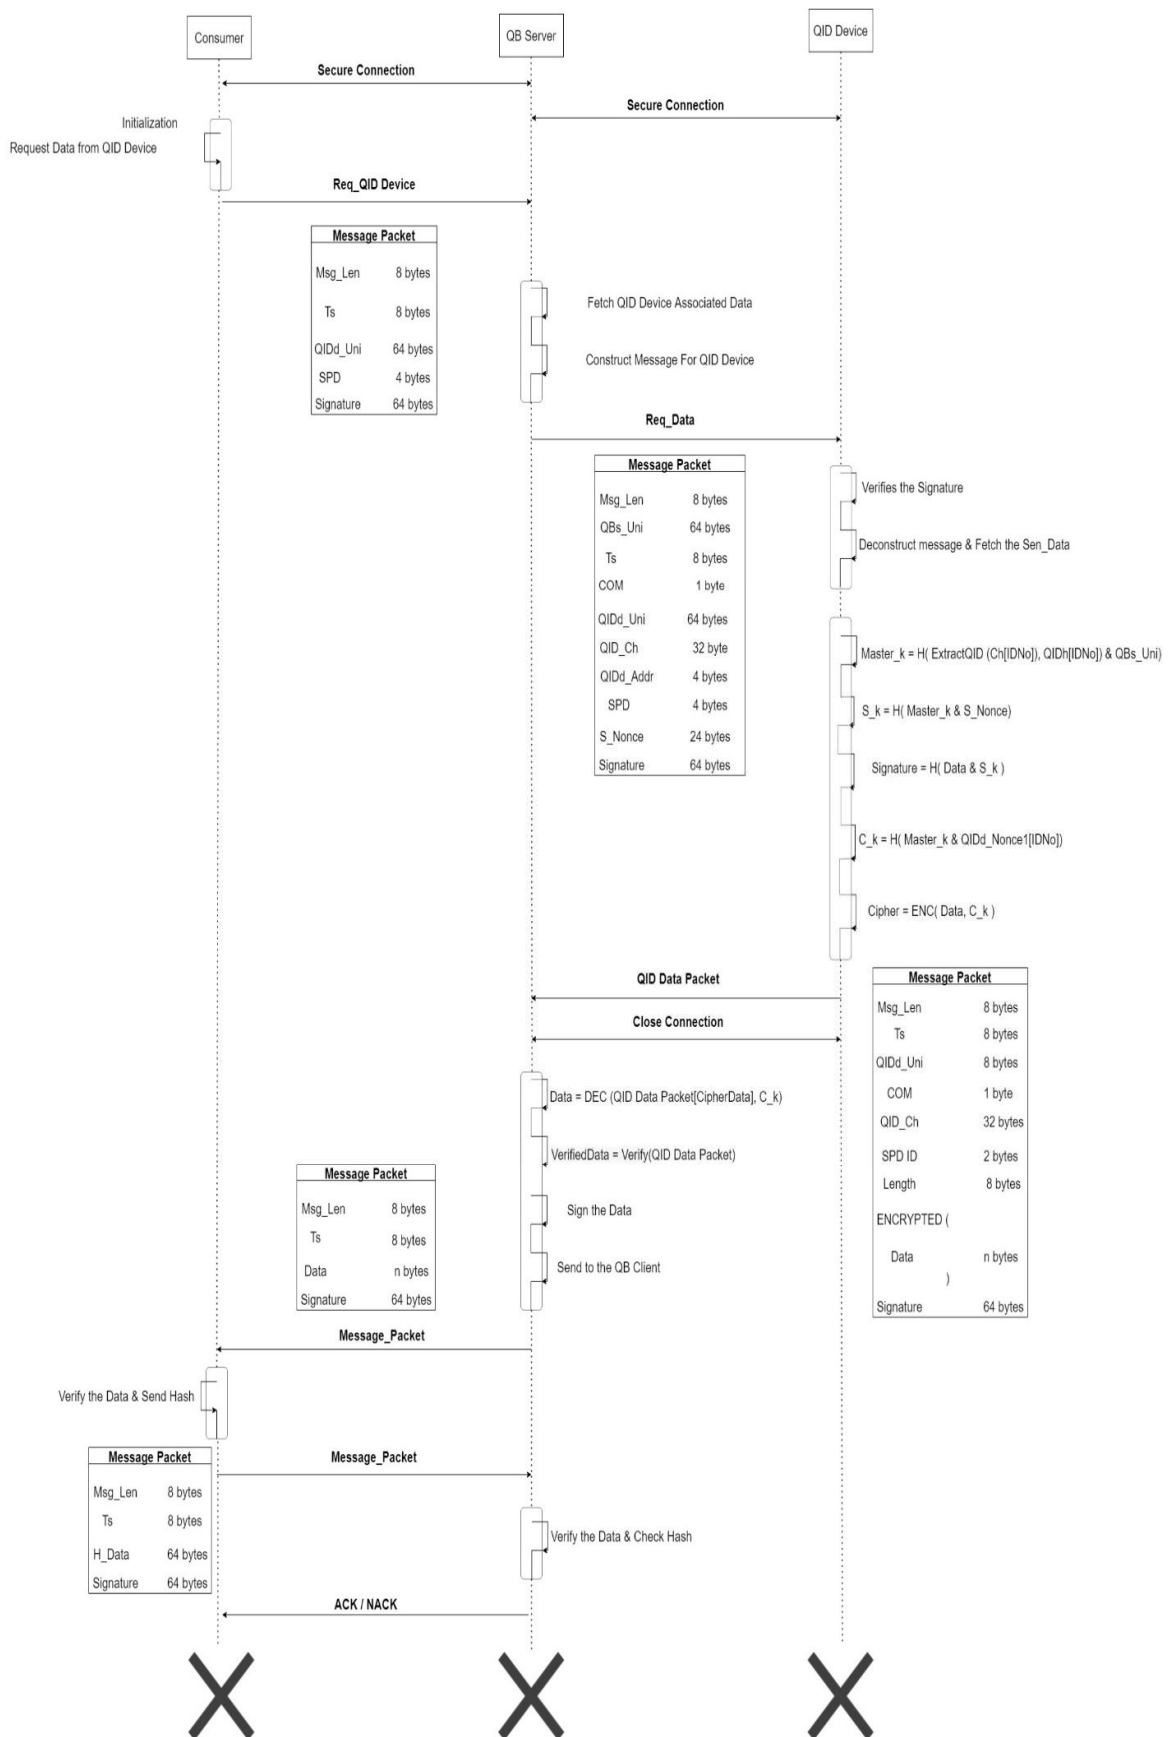 Consumer
QB Server
QID Device
Secure Connection
Secure Connection
Initialization
Request Data from QID Device
Req_QID Device
Message Packet
Msg_Len 8 bytes
Ts 8 bytes
QIDd_Uni 64 bytes
SPD 4 bytes
Signature 64 bytes
Fetch QID Device Associated Data
Construct Message For QID Device
Req_Data
Message Packet
Msg_Len 8 bytes
QBs_Uni 64 bytes
Ts 8 bytes
COM 1 byte
QIDd_Uni 64 bytes
QID_Ch 32 byte
QIDd_Addr 4 bytes
SPD 4 bytes
S_Nonce 24 bytes
Signature 64 bytes
Verifies the Signature
Deconstruct message & Fetch the Sen_Data
Master_k = H( ExtractQID (Ch[IDNo]), QIDh[IDNo]) & QBs_Uni)
S_k = H( Master_k & S_Nonce)
Signature = H( Data & S_k )
C_k = H( Master_k & QIDd_Nonce1[IDNo])
Cipher = ENC( Data, C_k )
QID Data Packet
Close Connection
Message Packet
Msg_Len 8 bytes
Ts 8 bytes
QIDd_Uni 8 bytes
COM 1 byte
QID_Ch 32 bytes
SPD ID 2 bytes
Length 8 bytes
ENCRYPTED (
Data n bytes
)
Signature 64 bytes
Data = DEC (QID Data Packet[CipherData], C_k)
VerifiedData = Verify(QID Data Packet)
Sign the Data
Send to the QB Client
Message Packet
Msg_Len 8 bytes
Ts 8 bytes
Data n bytes
Signature 64 bytes
Message_Packet
Verify the Data & Send Hash
Message Packet
Msg_Len 8 bytes
Ts 8 bytes
H_Data 64 bytes
Signature 64 bytes
Message_Packet
Verify the Data & Check Hash
ACK / NACK